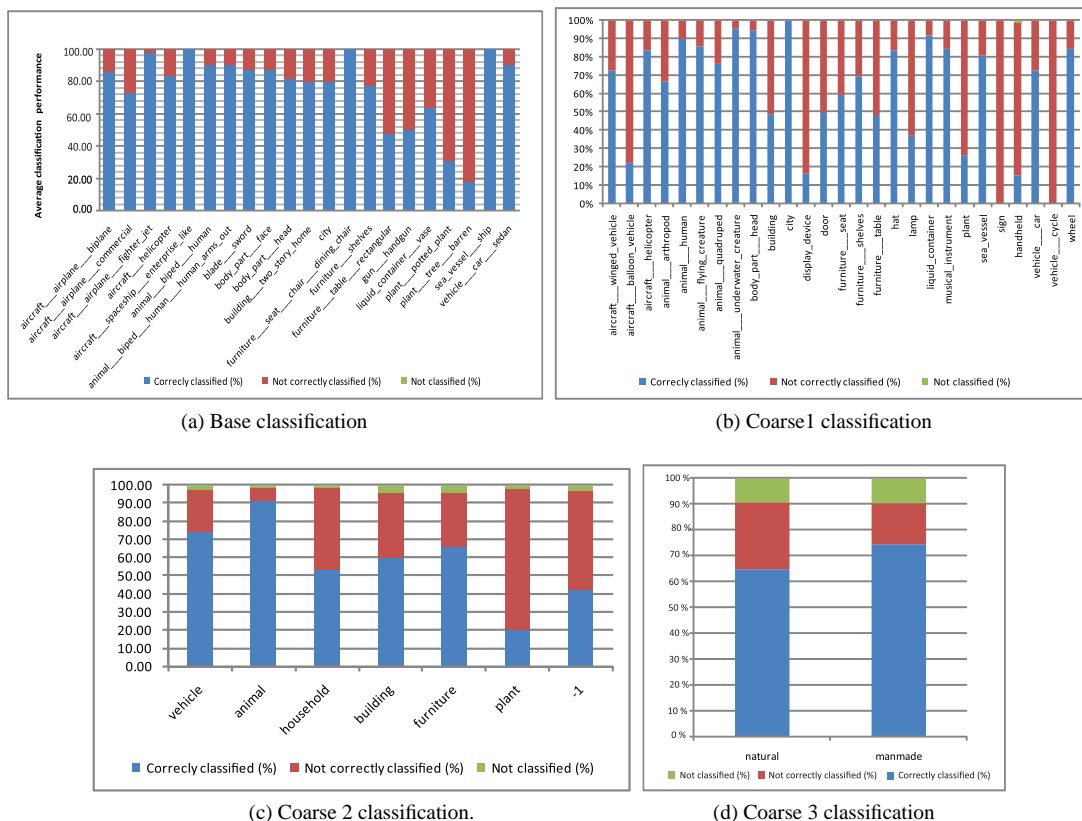 Average classification performance
100.00
80.00
60.00
40.00
20.00
0.00
aircraft___airplane___biplane
aircraft___airplane___commercial
aircraft___airplane___fighter_jet
aircraft___helicopter
aircraft___spaceship___enterprise_like
animal___biped___human
animal___biped___human___human_arms_out
blade___sword
body_part___face
body_part___head
building___two_story_home
city
furniture___seat___chair___dining_chair
furniture___shelves
furniture___table___rectangular
gun___handgun
liquid_container___vase
plant___potted_plant
plant___tree___barren
sea_vessel___ship
vehicle___car___sedan
Correcly classified (%) Not correctly classified (%) Not classified (%)
(a) Base classification
100%
90%
80%
70%
60%
50%
40%
30%
20%
10%
0%
aircraft___winged_vehicle
aircraft___balloon_vehicle
aircraft___helicopter
animal___arthropod
animal___human
animal___flying_creature
animal___quadruped
animal___underwater_creature
body_part___head
building
city
display_device
door
furniture___seat
furniture___shelves
furniture___table
hat
lamp
liquid_container
musical_instrument
plant
sea_vessel
sign
handheld
vehicle___car
vehicle___cycle
wheel
Correcly classified (%) Not correctly classified (%) Not classified (%)
(b) Coarse1 classification
100.00
90.00
80.00
70.00
60.00
50.00
40.00
30.00
20.00
10.00
0.00
vehicle
animal
household
building
furniture
plant
-1
Correcly classified (%) Not correctly classified (%) Not classified (%)
(c) Coarse 2 classification.
100 %
90 %
80 %
70 %
60 %
50 %
40 %
30 %
20 %
10 %
0 %
natural manmade
Not classified (%) Not correctly classified (%) Correcly classified (%)
(d) Coarse 3 classification